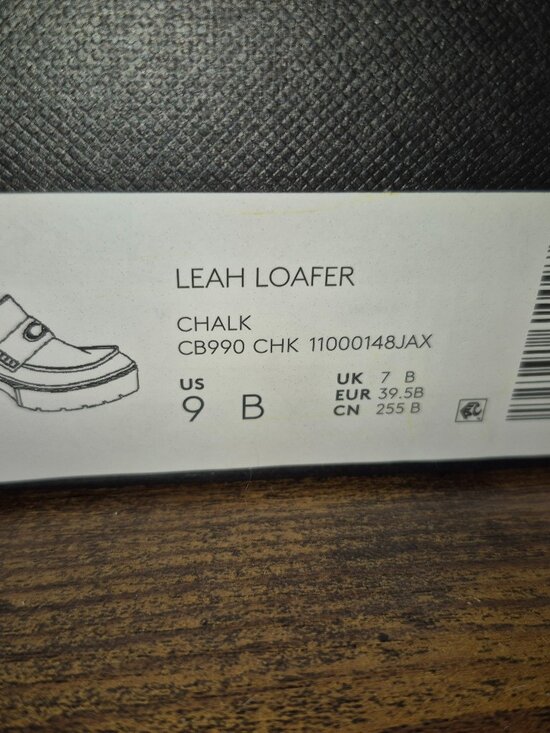 LEAH LOAFER
CHALK
CB990 CHK 11000148JAX
US
9 B
UK 7 B
EUR 39.5B
CN 255 B